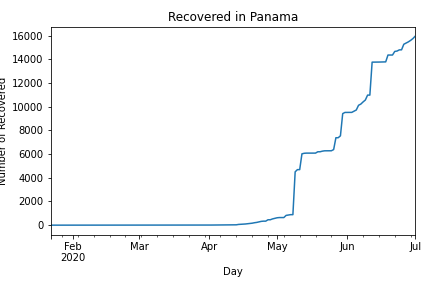 Recovered in Panama
Number of Recovered
16000
14000
12000
10000
8000
6000
4000
2000
0
Feb
2020
Mar
Apr
May
Jun
Jul
Day